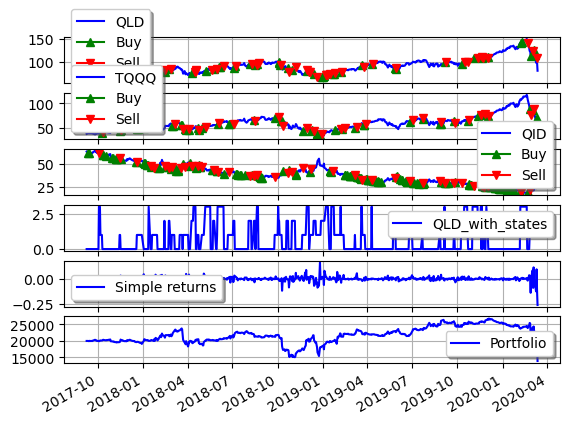 QLD
Buy
Sell
150
100
TQQQ
Buy
Sell
100
50
QID
Buy
Sell
50
25
QLD_with_states
2.5
0.0
Simple returns
0.00
−0.25
Portfolio
25000
20000
15000
2017-10
2018-01
2018-04
2018-07
2018-10
2019-01
2019-04
2019-07
2019-10
2020-01
2020-04